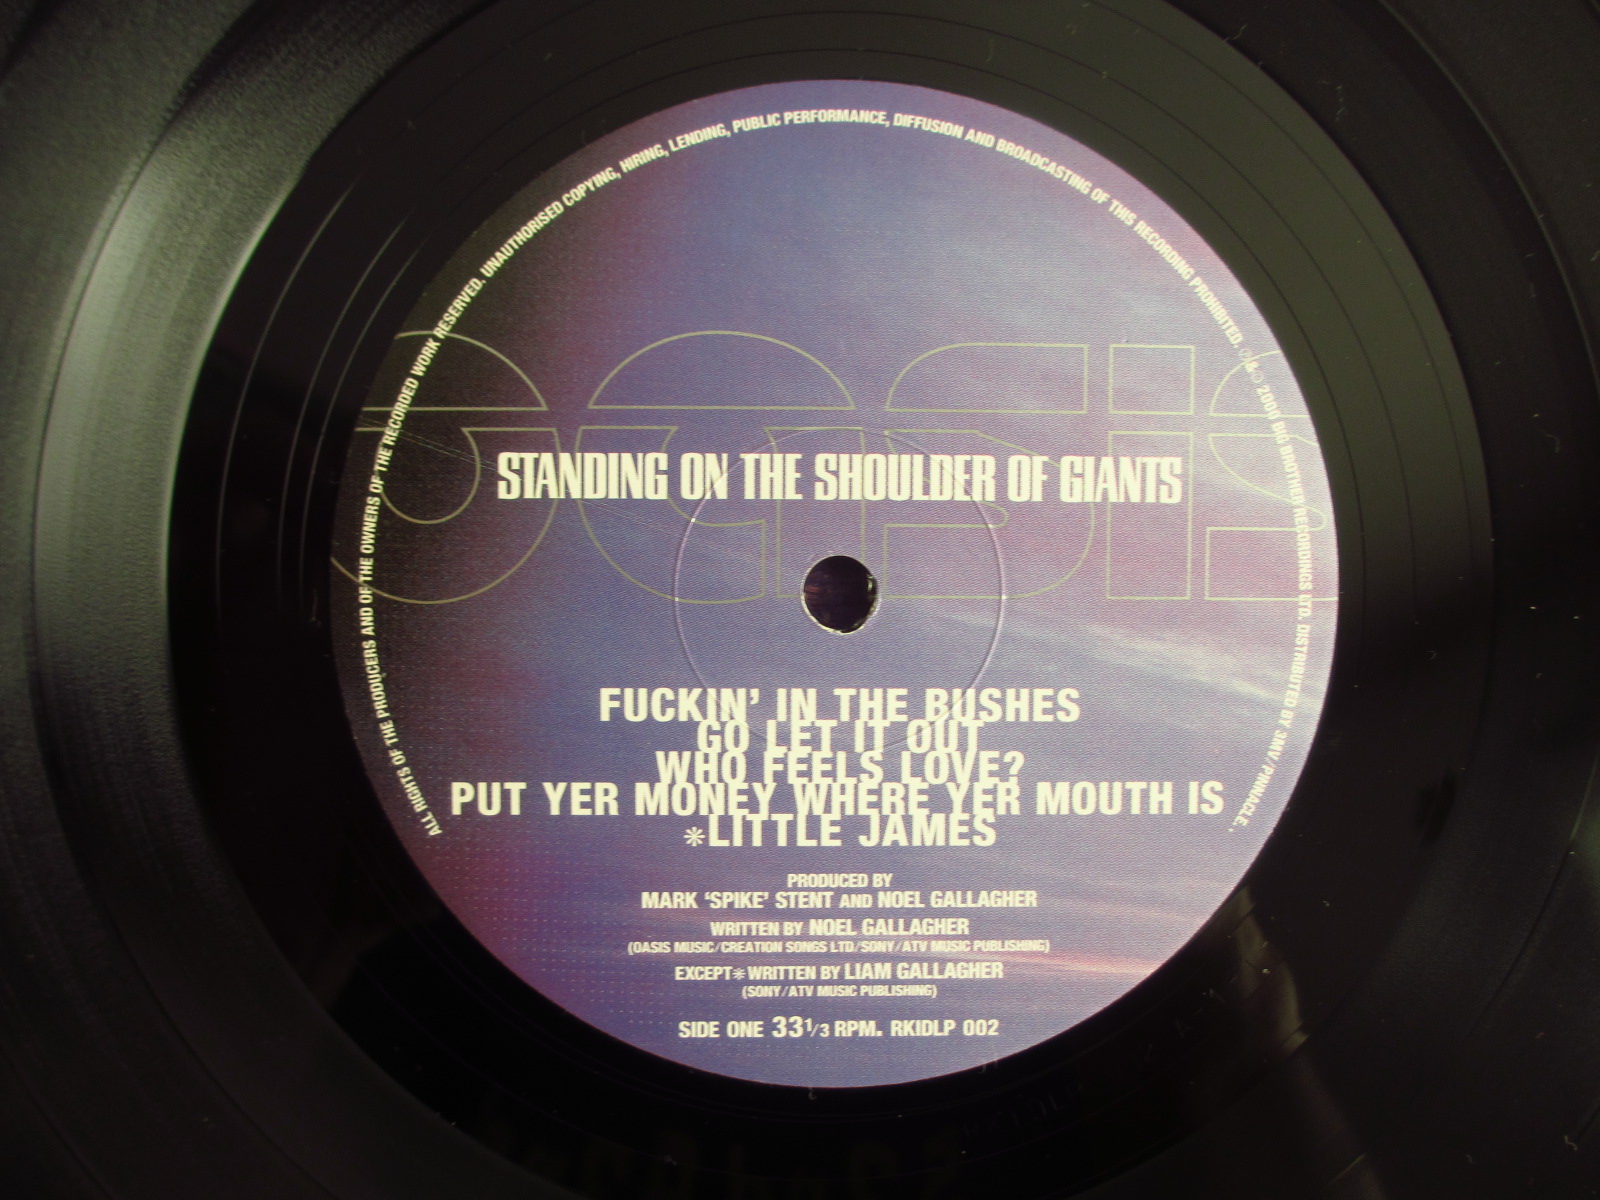 ALL RIGHTS OF THE PRODUCERS AND OF THE OWNERS OF THE RECORDED WORK RESERVED. UNAUTHORISED COPYING, HIRING, LENDING, PUBLIC PERFORMANCE, DIFFUSION AND BROADCASTING OF THIS RECORDING PROHIBITED. ℗&© 2000 BIG BROTHER RECORDINGS LTD. DISTRIBUTED BY 3MV/PINNACLE.
oasis
STANDING ON THE SHOULDER OF GIANTS
FUCKIN' IN THE BUSHES
GO LET IT OUT
WHO FEELS LOVE?
PUT YER MONEY WHERE YER MOUTH IS
*LITTLE JAMES
PRODUCED BY
MARK 'SPIKE' STENT AND NOEL GALLAGHER
WRITTEN BY NOEL GALLAGHER
(OASIS MUSIC/CREATION SONGS LTD/SONY/ATV MUSIC PUBLISHING)
EXCEPT*WRITTEN BY LIAM GALLAGHER
(SONY/ATV MUSIC PUBLISHING)
SIDE ONE 33 1/3 RPM. RKIDLP 002